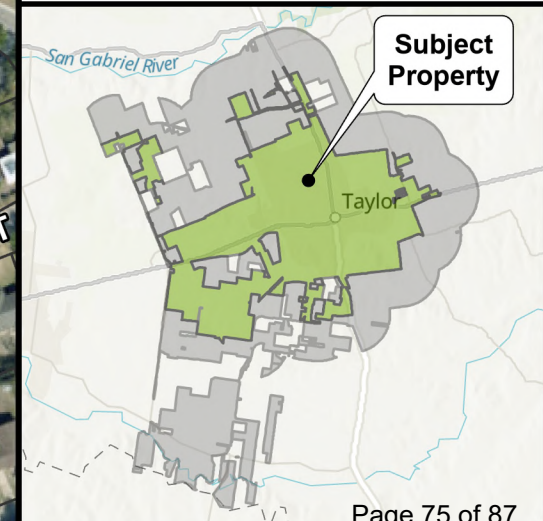 San Gabriel River
Subject
Property
Taylor
Page 75 of 87